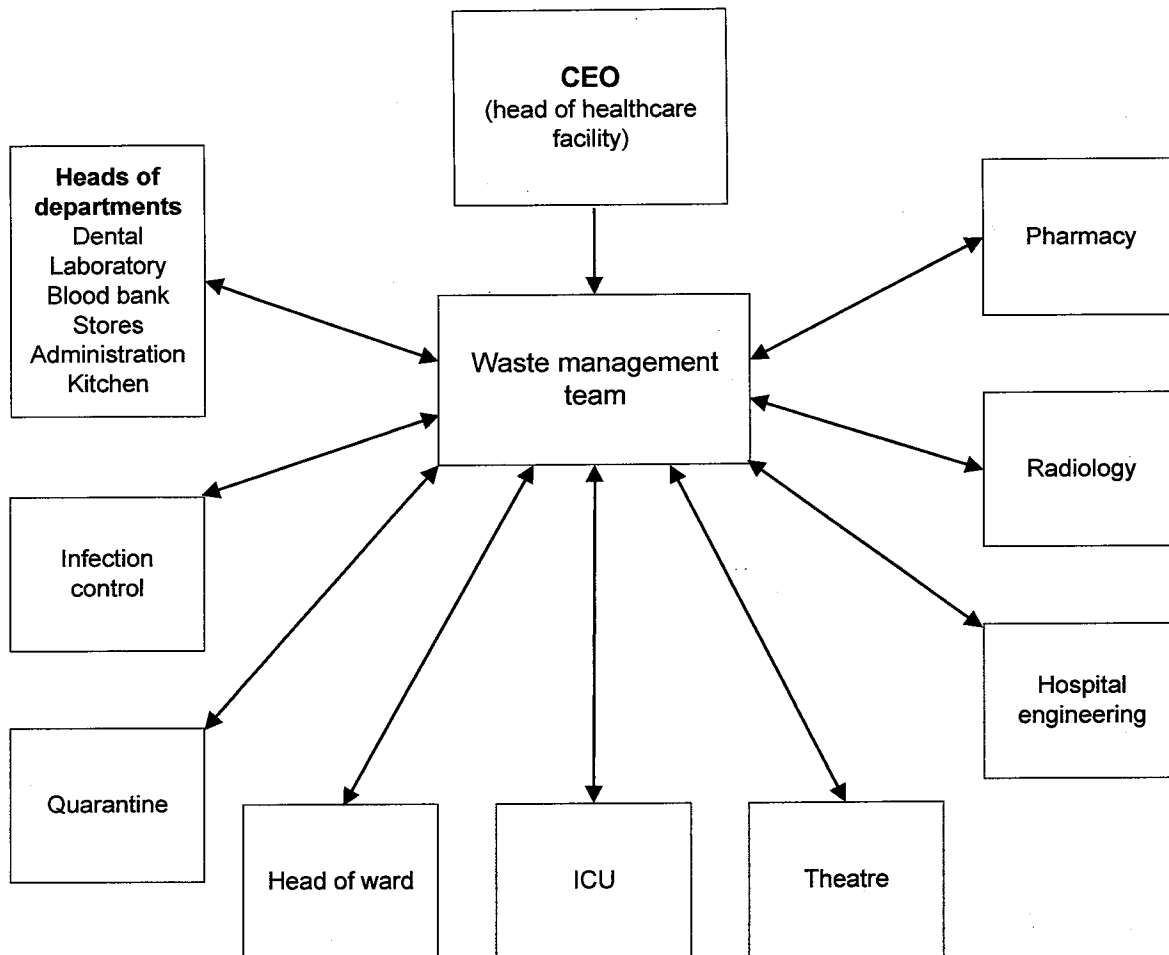 CEO
(head of healthcare
facility)
Heads of
departments
Dental
Laboratory
Blood bank
Stores
Administration
Kitchen
Pharmacy
Waste management
team
Radiology
Infection
control
Hospital
engineering
Quarantine
Head of ward
ICU
Theatre